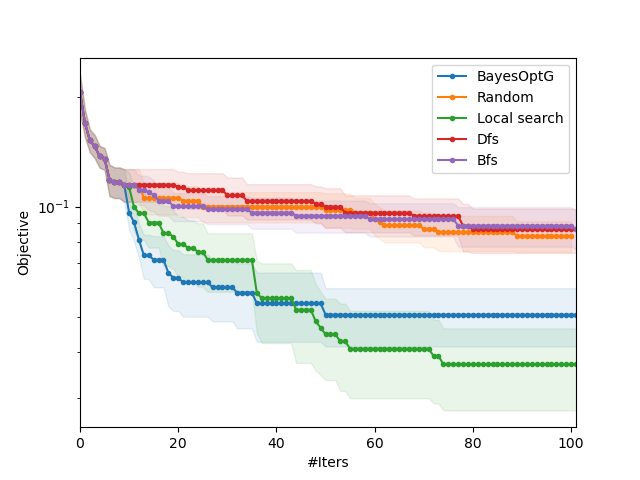 BayesOptG
Random
Local search
Dfs
Bfs
10⁻¹
Objective
0 20 40 60 80 100
#Iters